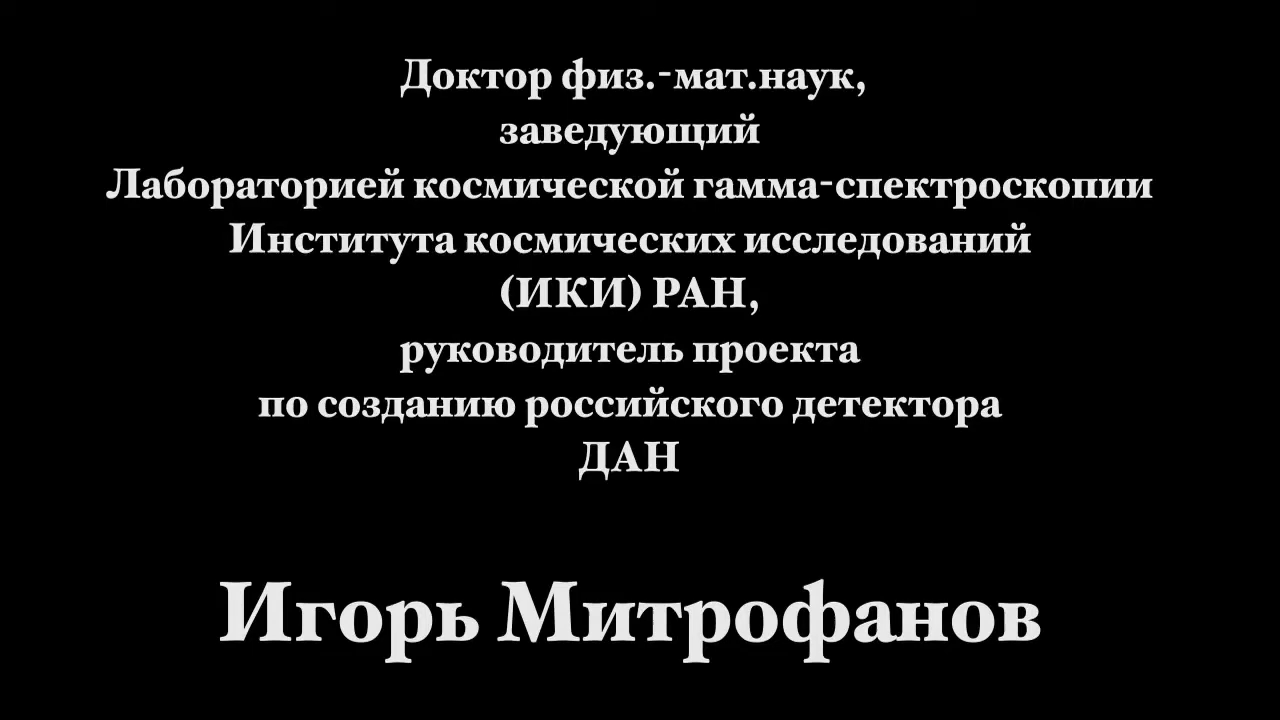 Доктор физ.-мат.наук,
заведующий
Лабораторией космической гамма-спектроскопии
Института космических исследований
(ИКИ) РАН,
руководитель проекта
по созданию российского детектора
ДАН
Игорь Митрофанов